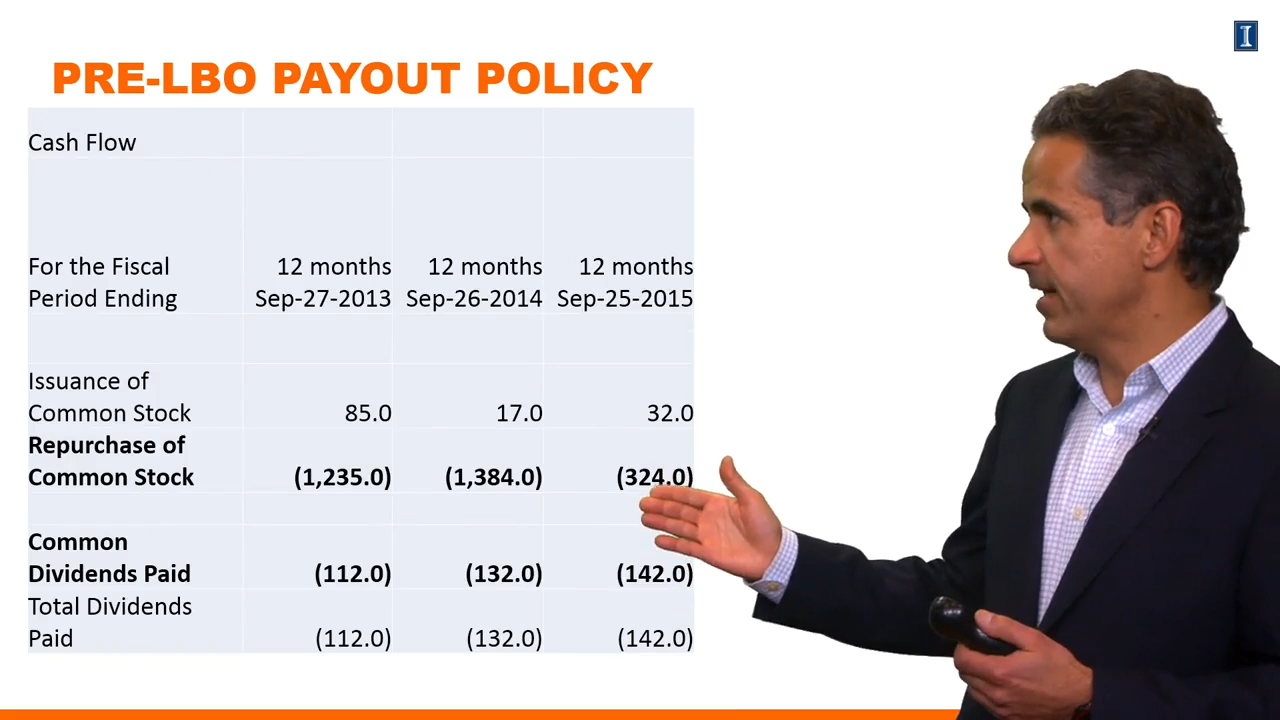 PRE-LBO PAYOUT POLICY
Cash Flow
For the Fiscal
Period Ending
12 months
Sep-27-2013
12 months
Sep-26-2014
12 months
Sep-25-2015
Issuance of
Common Stock 85.0 17.0 32.0
Repurchase of
Common Stock (1,235.0) (1,384.0) (324.0)
Common
Dividends Paid (112.0) (132.0) (142.0)
Total Dividends
Paid (112.0) (132.0) (142.0)
I